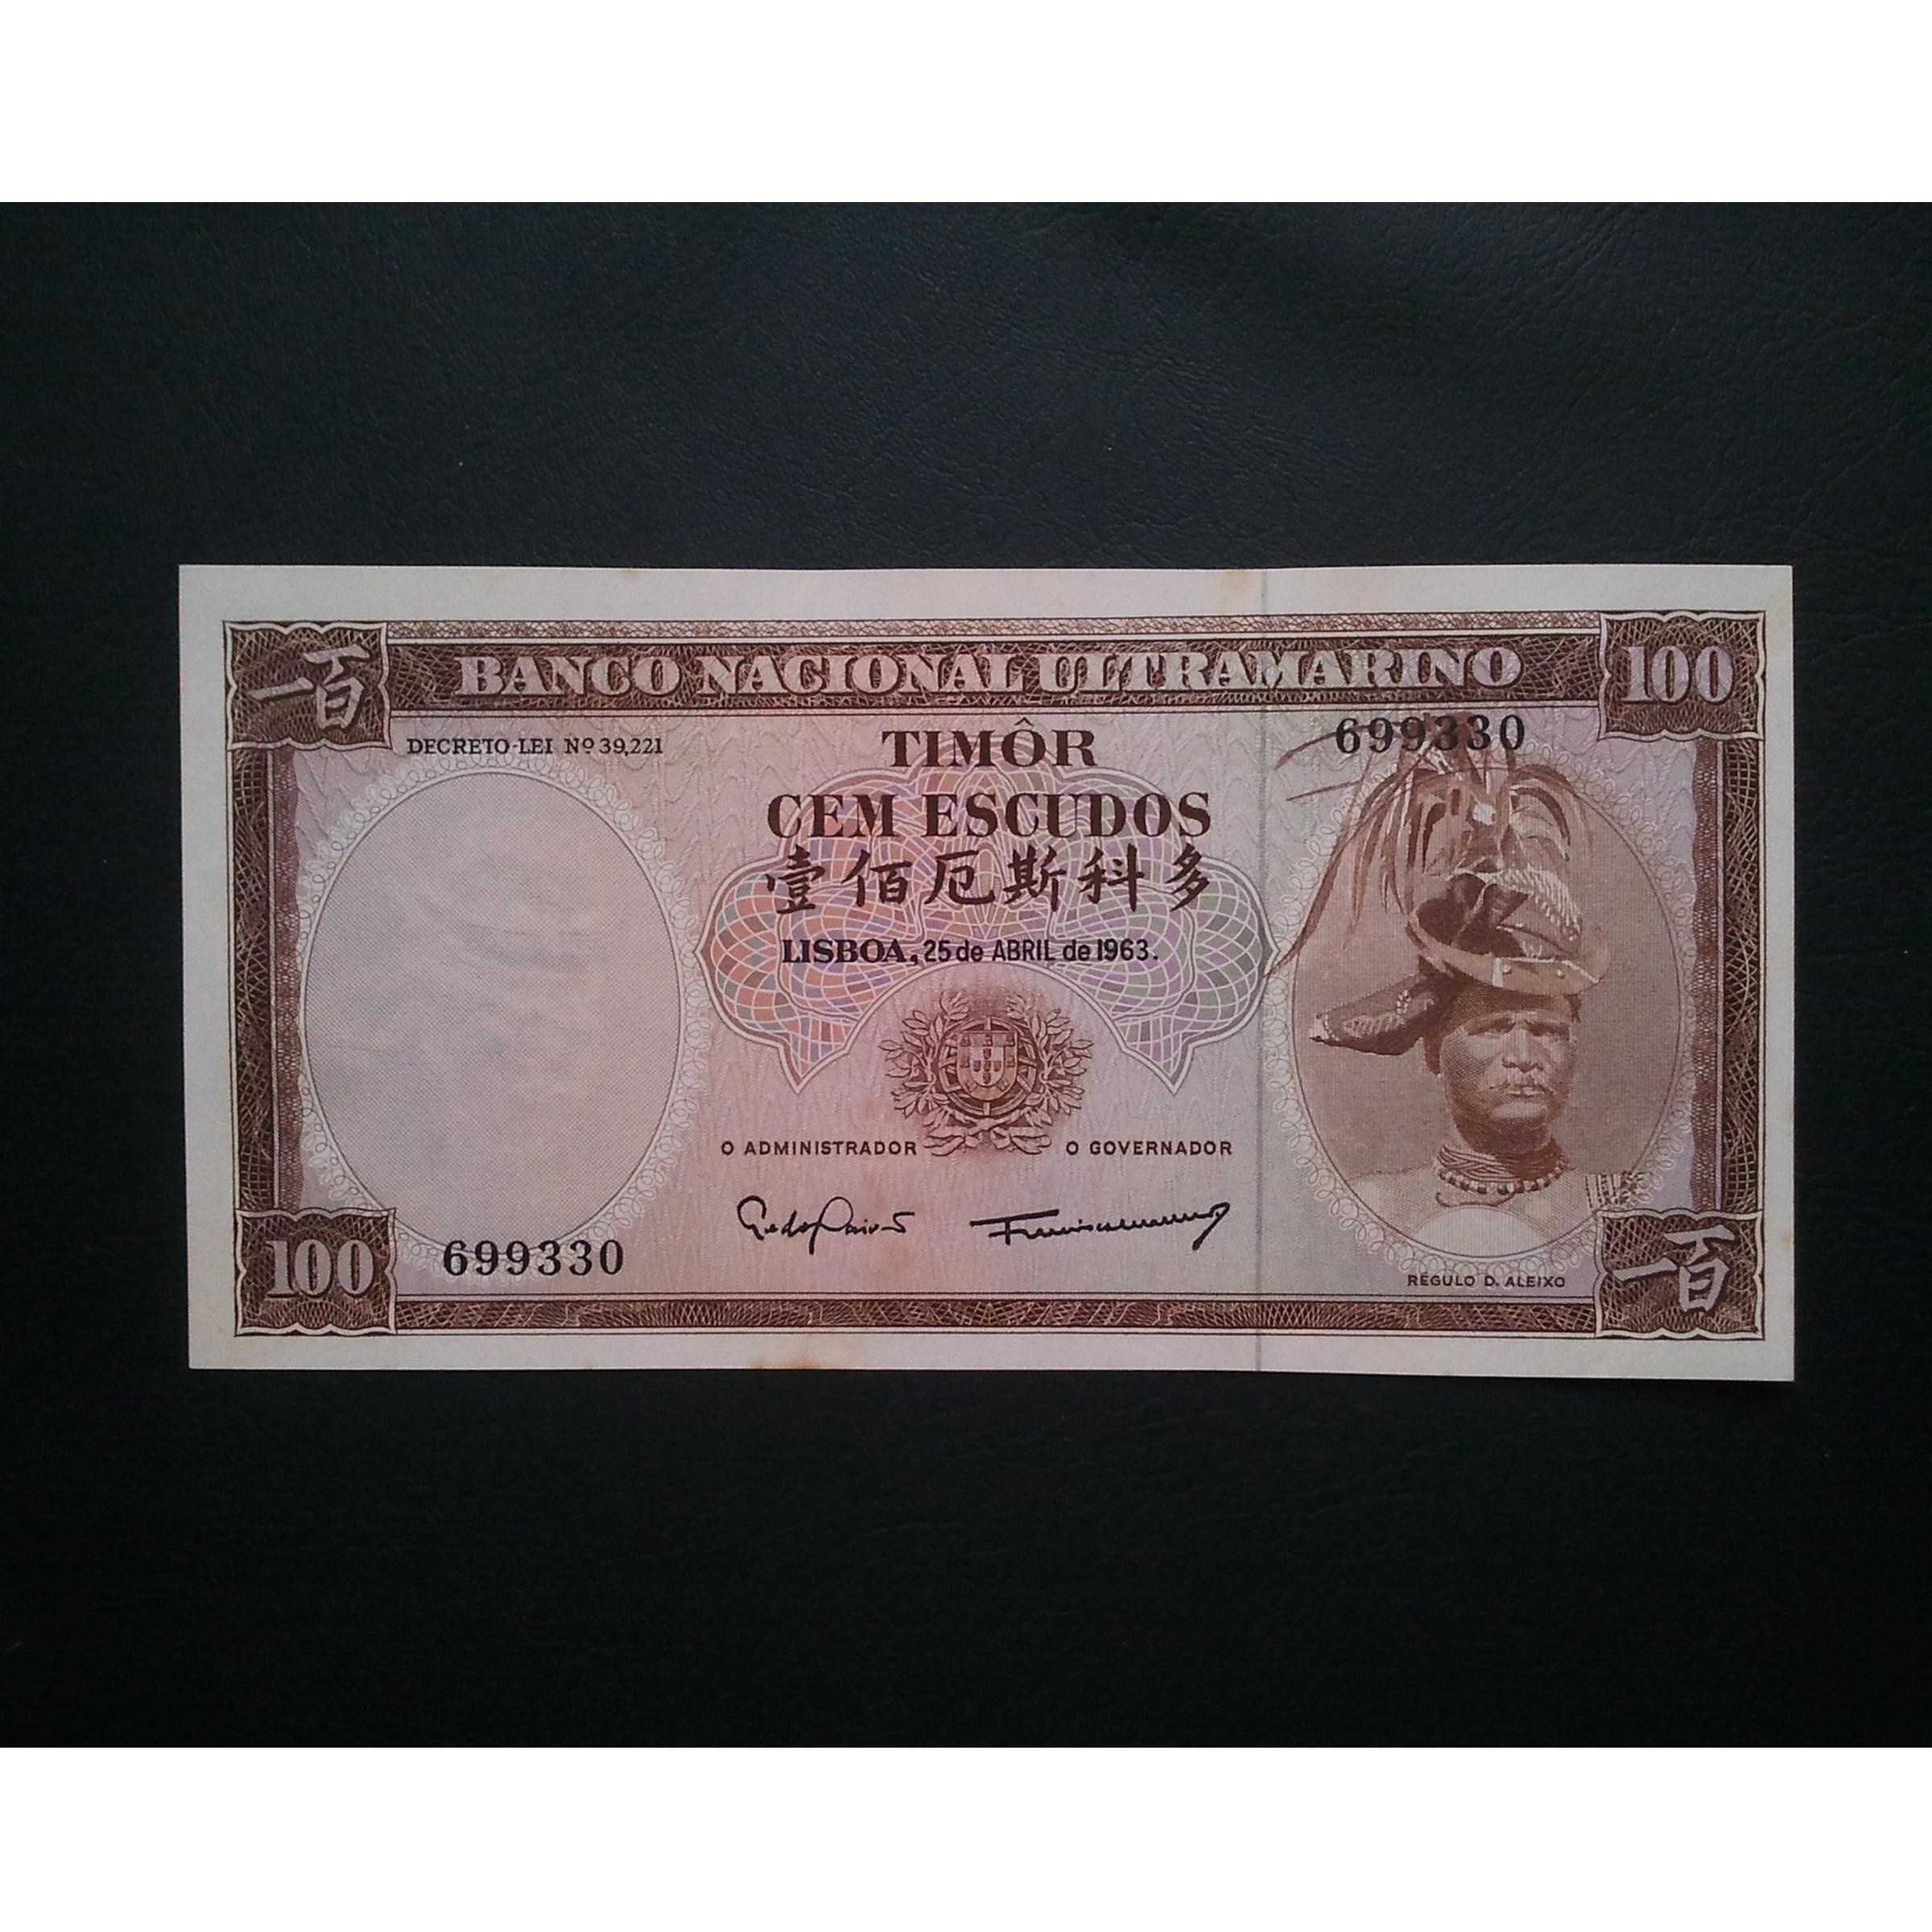 一百
BANCO NACIONAL ULTRAMARINO
100
DECRETO-LEI Nº 39,221
TIMÔR
699330
CEM ESCUDOS
壹佰厄斯科多
LISBOA, 25 de ABRIL de 1963.
O ADMINISTRADOR
O GOVERNADOR
100
699330
REGULO D. ALEIXO
一百